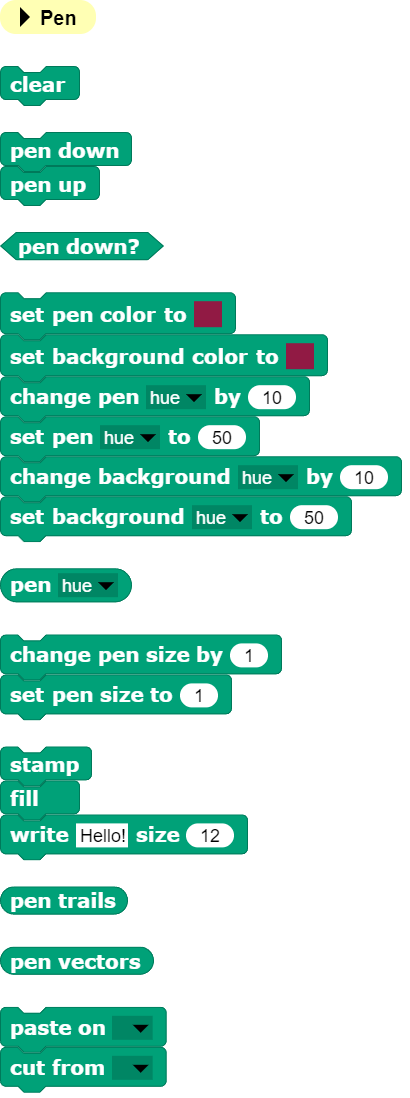 Pen
clear
pen down
pen up
pen down?
set pen color to
set background color to
change pen hue by 10
set pen hue to 50
change background hue by 10
set background hue to 50
pen hue
change pen size by 1
set pen size to 1
stamp
fill
write Hello! size 12
pen trails
pen vectors
paste on
cut from